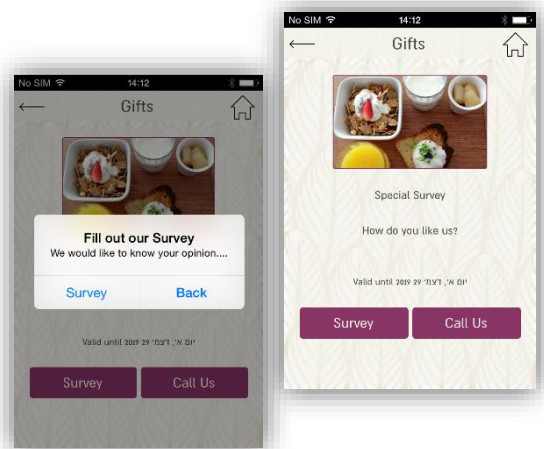 No SIM 14:12
Gifts
Fill out our Survey
We would like to know your opinion....
Survey Back
Valid until יום א', דצמ' 29 2019
Survey Call Us
No SIM 14:12
Gifts
Special Survey
How do you like us?
Valid until יום א', דצמ' 29 2019
Survey Call Us